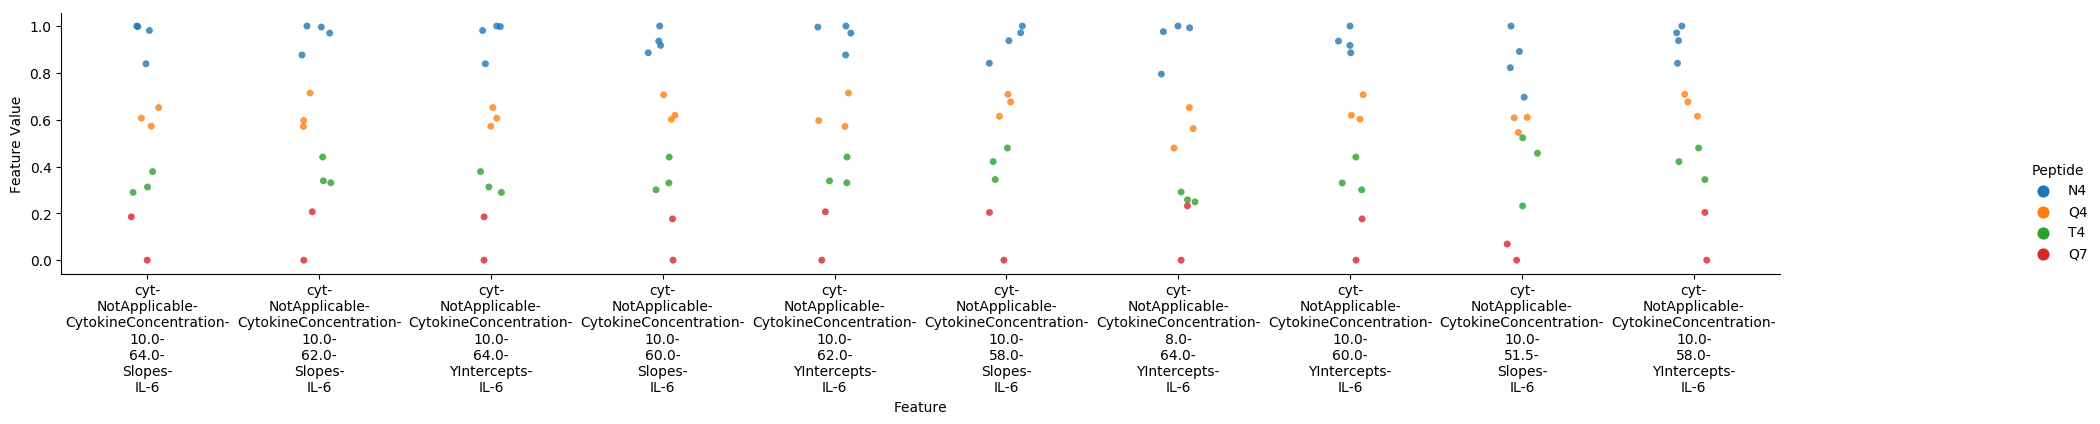 1.0
0.8
0.6
0.4
0.2
0.0
Feature Value
cyt-
NotApplicable-
CytokineConcentration-
10.0-
64.0-
Slopes-
IL-6
cyt-
NotApplicable-
CytokineConcentration-
10.0-
62.0-
Slopes-
IL-6
cyt-
NotApplicable-
CytokineConcentration-
10.0-
64.0-
YIntercepts-
IL-6
cyt-
NotApplicable-
CytokineConcentration-
10.0-
60.0-
Slopes-
IL-6
cyt-
NotApplicable-
CytokineConcentration-
10.0-
62.0-
YIntercepts-
IL-6
cyt-
NotApplicable-
CytokineConcentration-
10.0-
58.0-
Slopes-
IL-6
cyt-
NotApplicable-
CytokineConcentration-
8.0-
64.0-
YIntercepts-
IL-6
cyt-
NotApplicable-
CytokineConcentration-
10.0-
60.0-
YIntercepts-
IL-6
cyt-
NotApplicable-
CytokineConcentration-
10.0-
51.5-
Slopes-
IL-6
cyt-
NotApplicable-
CytokineConcentration-
10.0-
58.0-
YIntercepts-
IL-6
Feature
Peptide
N4
Q4
T4
Q7